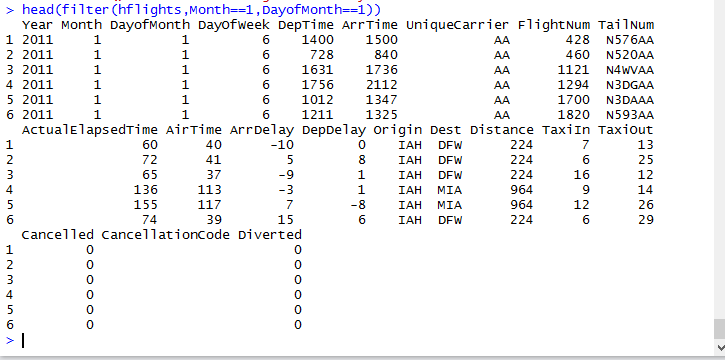 > head(filter(hflights,Month==1,DayofMonth==1))
  Year Month DayofMonth DayOfWeek DepTime ArrTime UniqueCarrier FlightNum TailNum
1 2011     1          1         6    1400    1500            AA       428  N576AA
2 2011     1          1         6     728     840            AA       460  N520AA
3 2011     1          1         6    1631    1736            AA      1121  N4WVAA
4 2011     1          1         6    1756    2112            AA      1294  N3DGAA
5 2011     1          1         6    1012    1347            AA      1700  N3DAAA
6 2011     1          1         6    1211    1325            AA      1820  N593AA
  ActualElapsedTime AirTime ArrDelay DepDelay Origin Dest Distance TaxiIn TaxiOut
1                60      40      -10        0    IAH  DFW      224      7      13
2                72      41        5        8    IAH  DFW      224      6      25
3                65      37       -9        1    IAH  DFW      224     16      12
4               136     113       -3        1    IAH  MIA      964      9      14
5               155     117        7       -8    IAH  MIA      964     12      26
6                74      39       15        6    IAH  DFW      224      6      29
  Cancelled CancellationCode Diverted
1         0                         0
2         0                         0
3         0                         0
4         0                         0
5         0                         0
6         0                         0
>